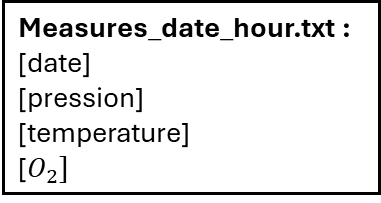 Measures_date_hour.txt :
[date]
[pression]
[temperature]
[O₂]